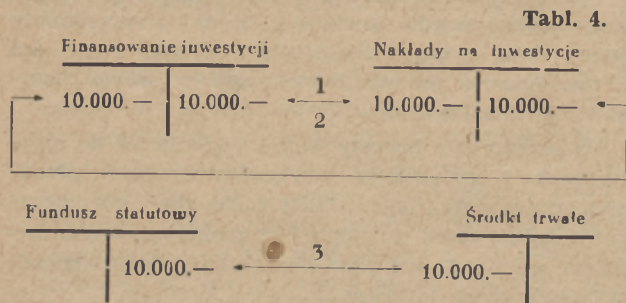 Tabl. 4.
Finansowanie inwestycji Nakłady na inwestycje
10.000.— 10.000.— 1 10.000.— 10.000.—
2
Fundusz statutowy Środki trwałe
10.000.— 3 10.000.—